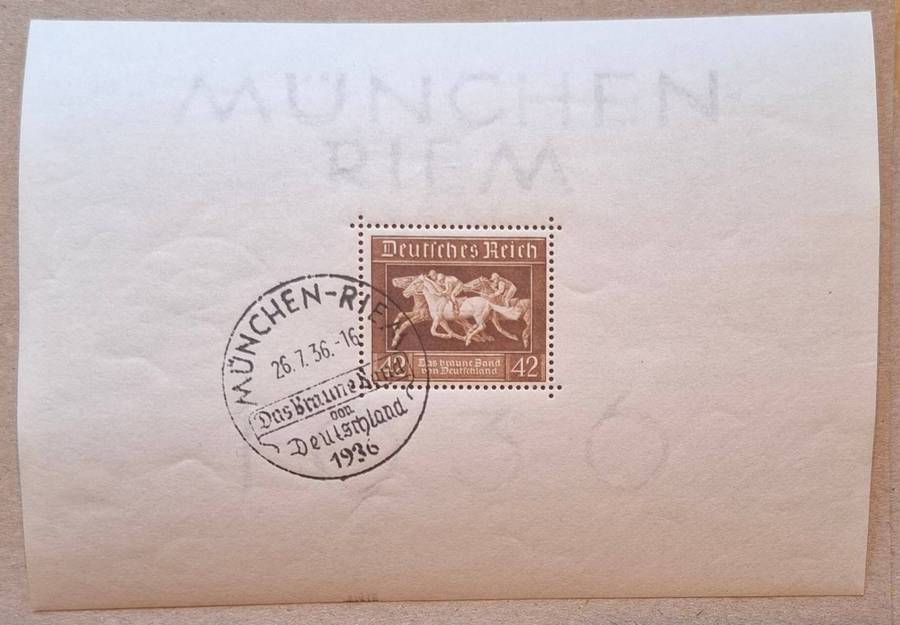 MÜNCHEN
RIEM
Deutsches Reich
42 Das braune Band 42
von Deutschland
MÜNCHEN-RIEM
26.7.36.-16
Das Braune Band
von
Deutschland
1936
1936